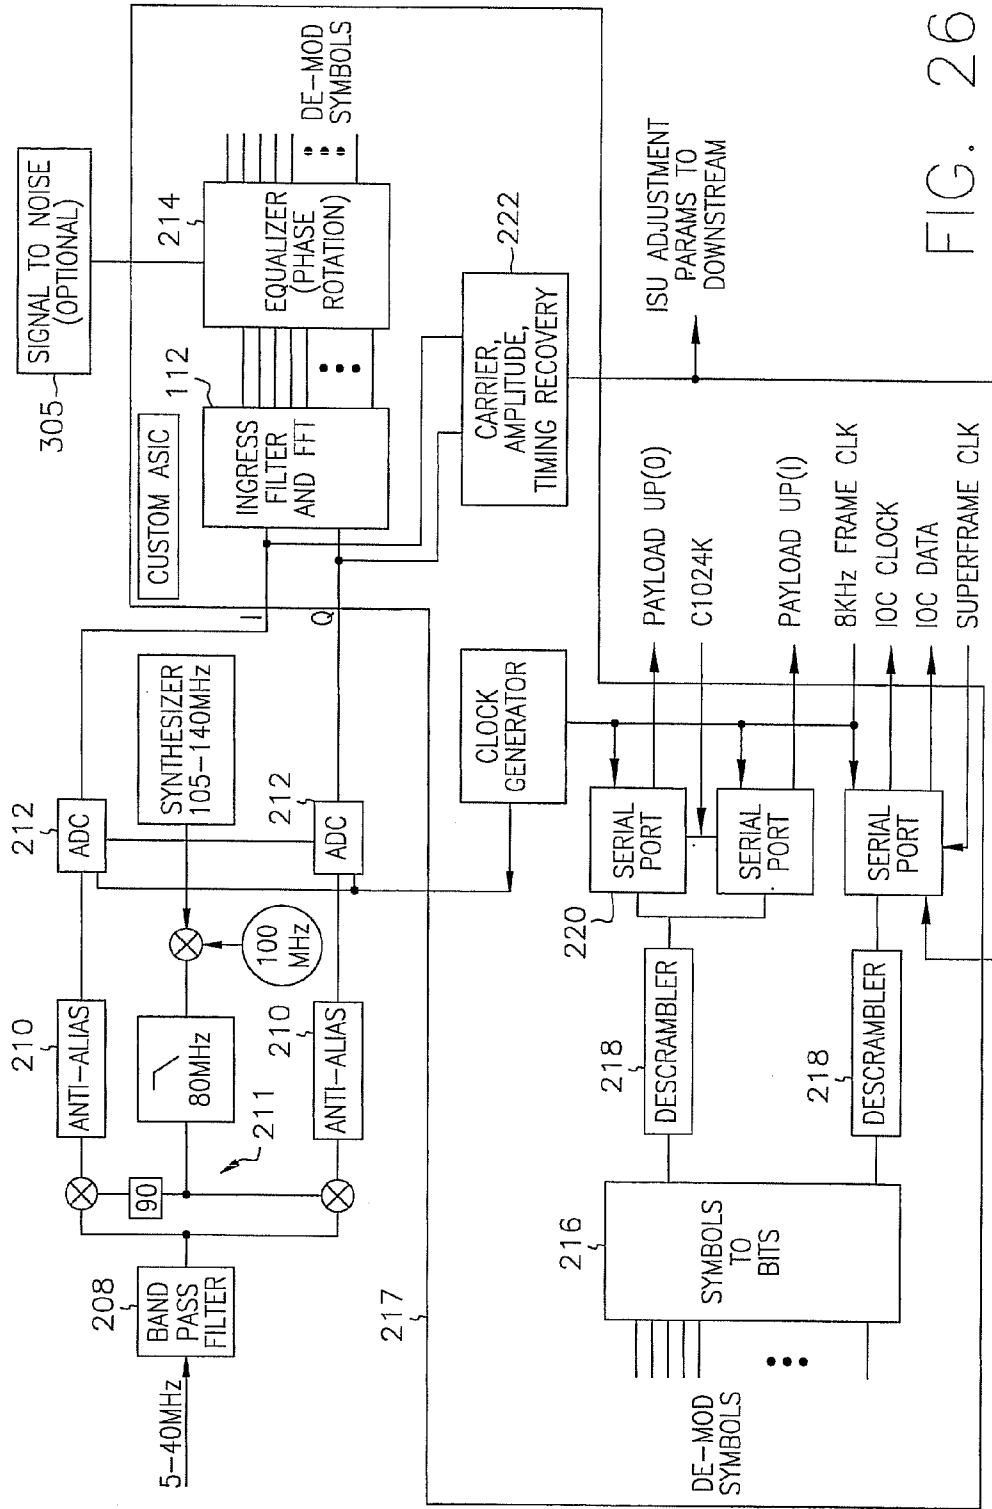 305
SIGNAL TO NOISE
(OPTIONAL)
CUSTOM ASIC
5-40MHz
208
BAND
PASS
FILTER
90
211
210
ANTI-ALIAS
80MHz
210
ANTI-ALIAS
100
MHz
212
ADC
SYNTHESIZER
105-140MHz
212
ADC
I
Q
112
INGRESS
FILTER
AND FFT
214
EQUALIZER
(PHASE
ROTATION)
DE-MOD
SYMBOLS
217
CLOCK
GENERATOR
222
CARRIER,
AMPLITUDE,
TIMING RECOVERY
ISU ADJUSTMENT
PARAMS TO
DOWNSTREAM
DE-MOD
SYMBOLS
216
SYMBOLS
TO
BITS
218
DESCRAMBLER
218
DESCRAMBLER
220
SERIAL
PORT
SERIAL
PORT
SERIAL
PORT
PAYLOAD UP(0)
C1024K
PAYLOAD UP(1)
8KHz FRAME CLK
IOC CLOCK
IOC DATA
SUPERFRAME CLK
FIG. 26